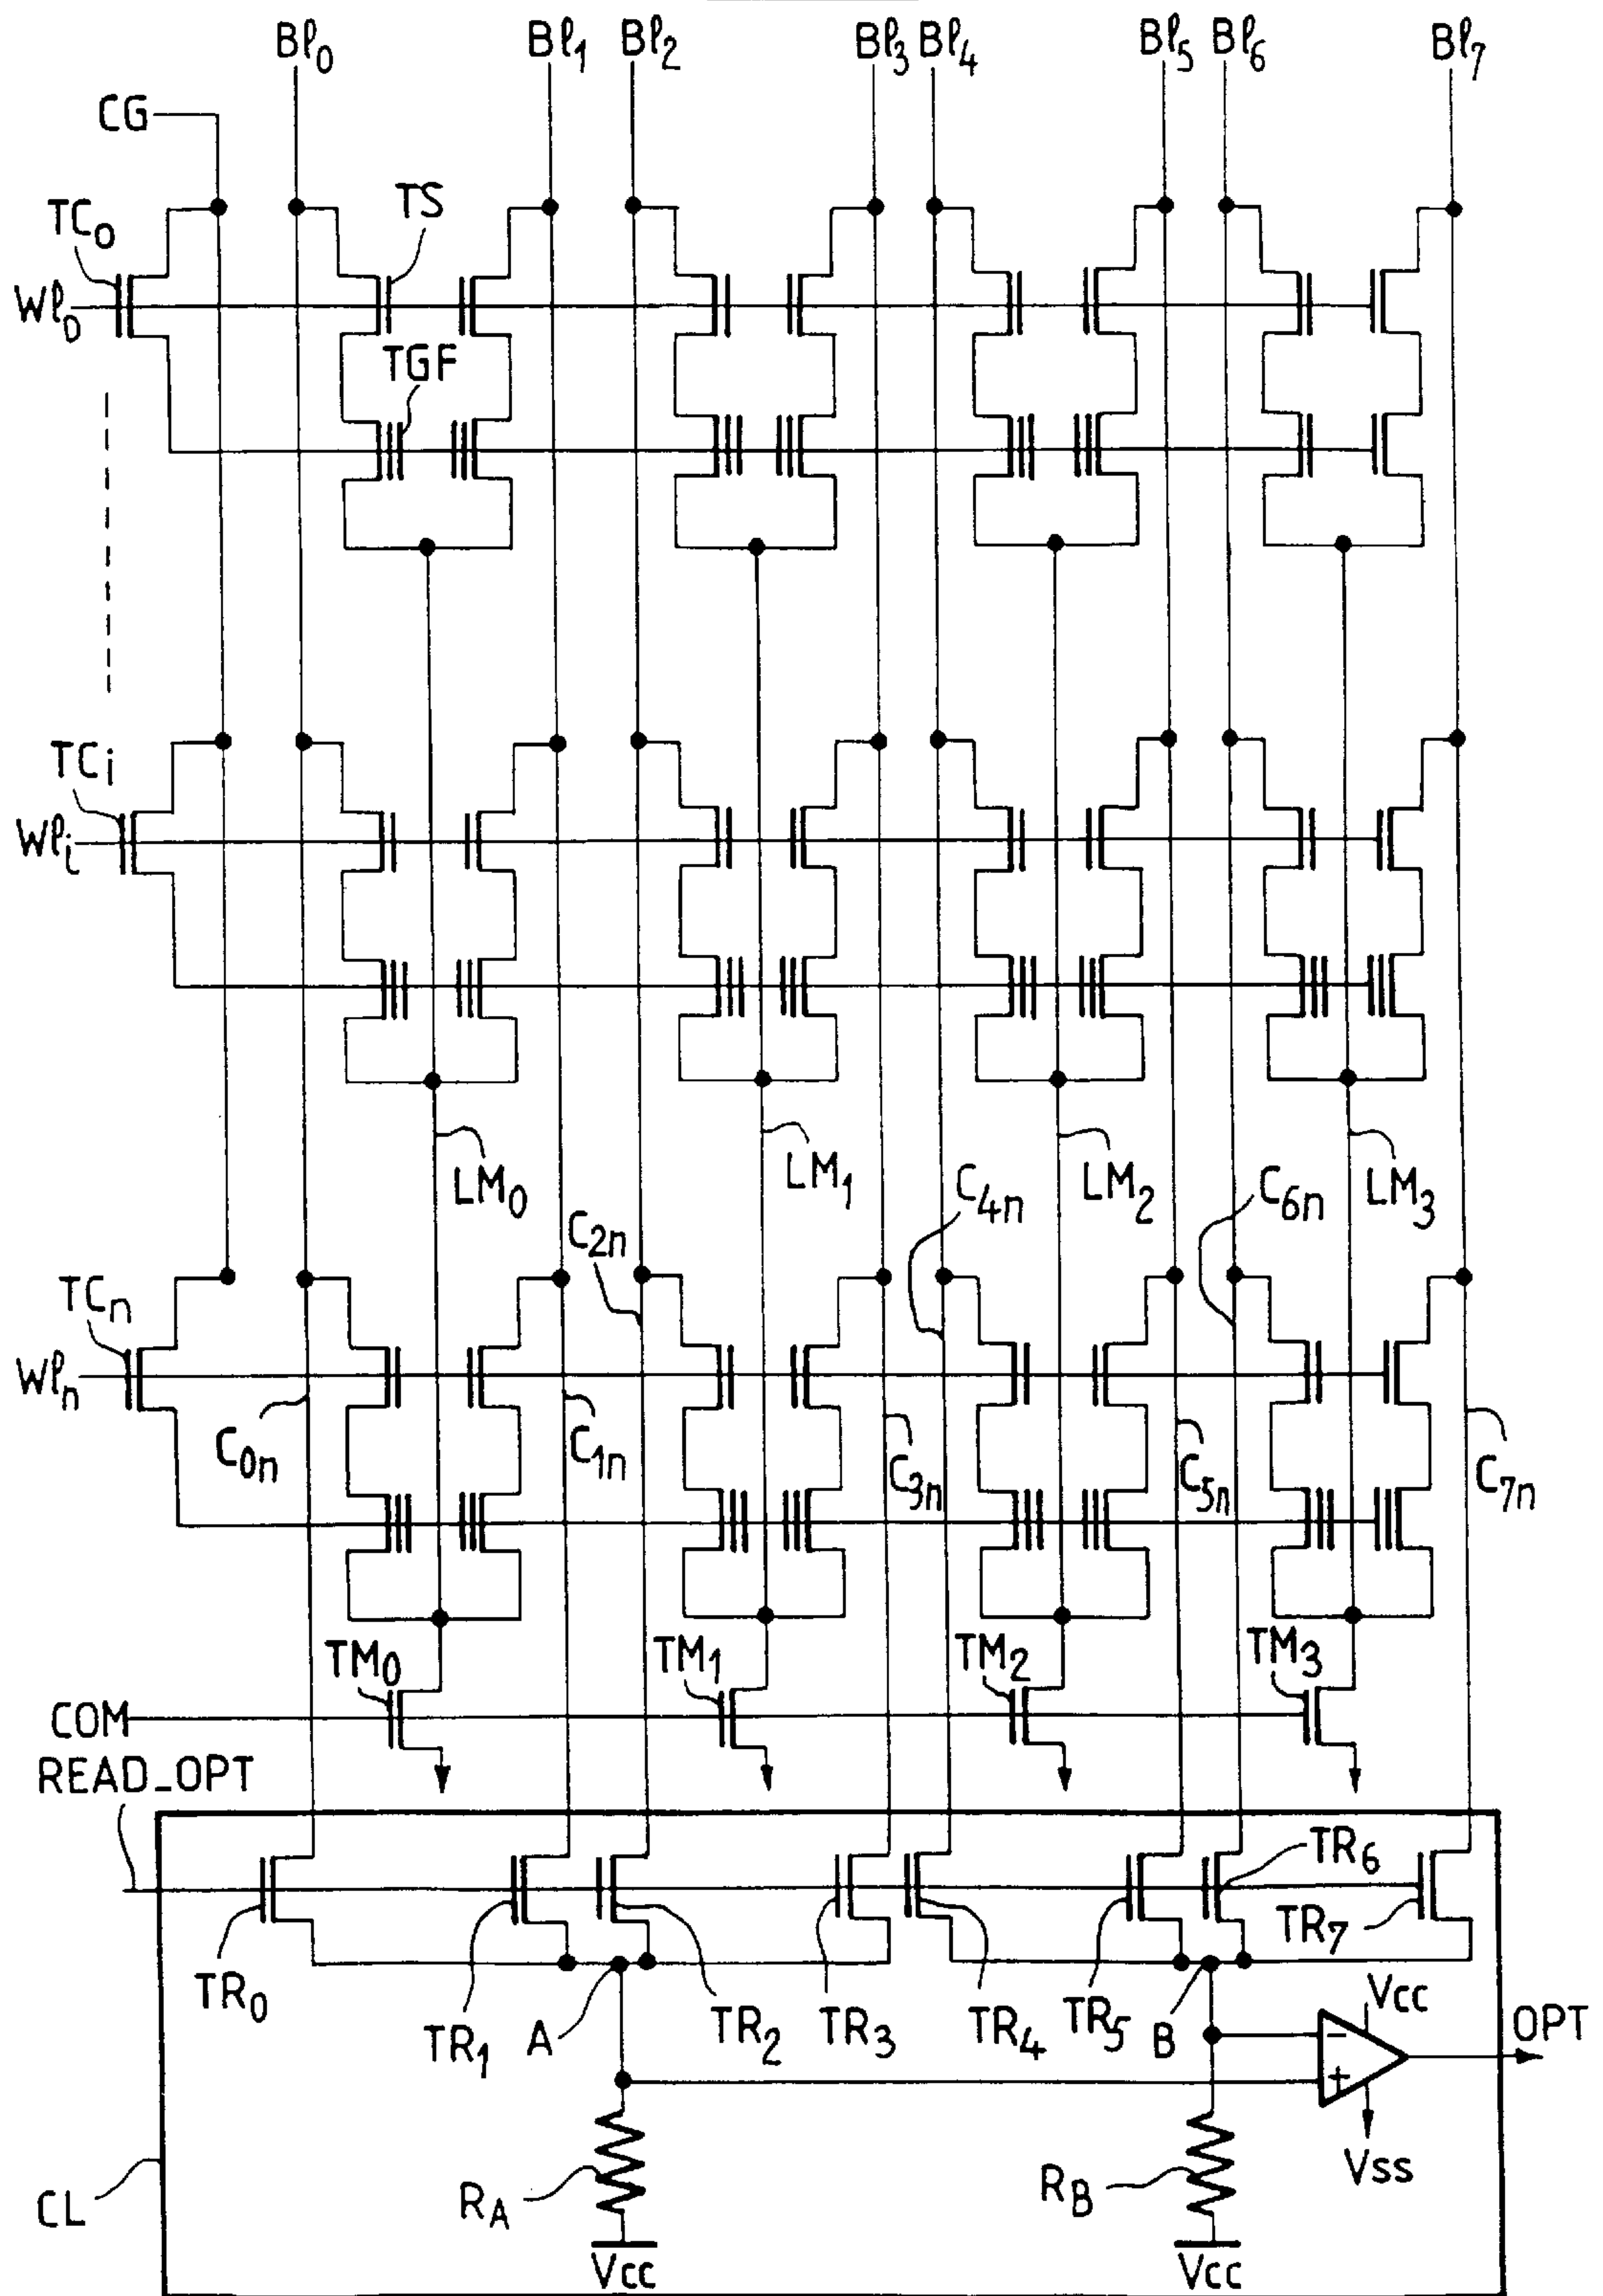 Bℓ0 Bℓ1 Bℓ2 Bℓ3 Bℓ4 Bℓ5 Bℓ6 Bℓ7
CG
TC0 TS
Wℓ0
TGF
TCi
Wℓi
LM0 LM1 LM2 LM3
C2n C4n C6n
TCn
Wℓn
C0n C1n C3n C5n C7n
TM0 TM1 TM2 TM3
COM
READ_OPT
TR6
TR7
TR0 TR1 A TR2 TR3 TR4 TR5 B Vcc OPT
−
+
Vss
CL RA RB
Vcc Vcc